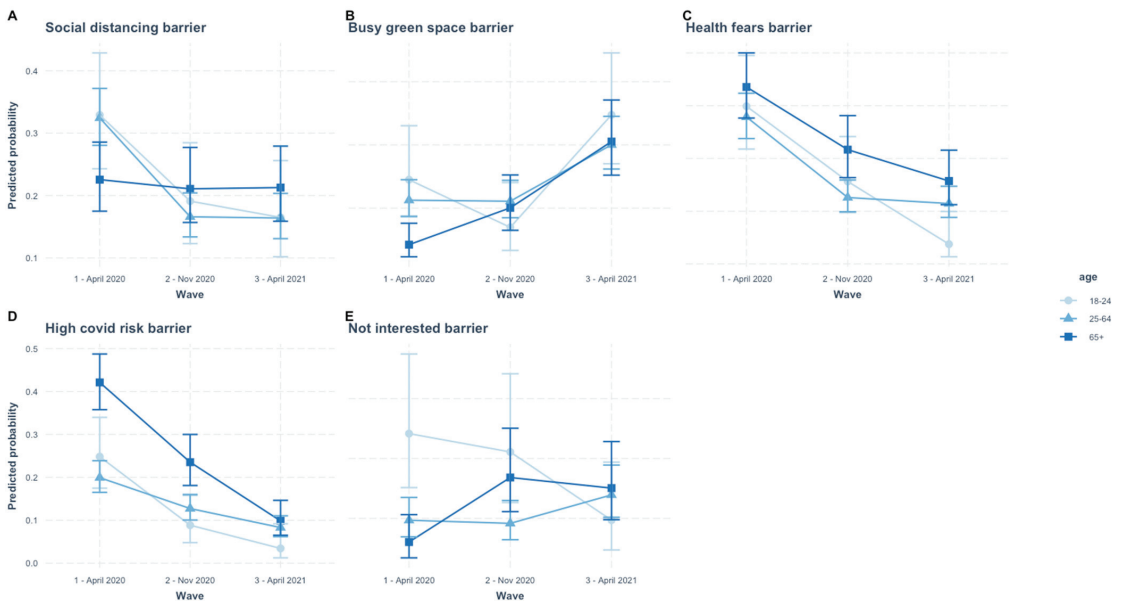 A
Social distancing barrier
Predicted probability
0.4
0.3
0.2
0.1
1 - April 2020
2 - Nov 2020
3 - April 2021
Wave
B
Busy green space barrier
1 - April 2020
2 - Nov 2020
3 - April 2021
Wave
C
Health fears barrier
1 - April 2020
2 - Nov 2020
3 - April 2021
Wave
age
18-24
25-64
65+
D
High covid risk barrier
Predicted probability
0.5
0.4
0.3
0.2
0.1
0.0
1 - April 2020
2 - Nov 2020
3 - April 2021
Wave
E
Not interested barrier
1 - April 2020
2 - Nov 2020
3 - April 2021
Wave